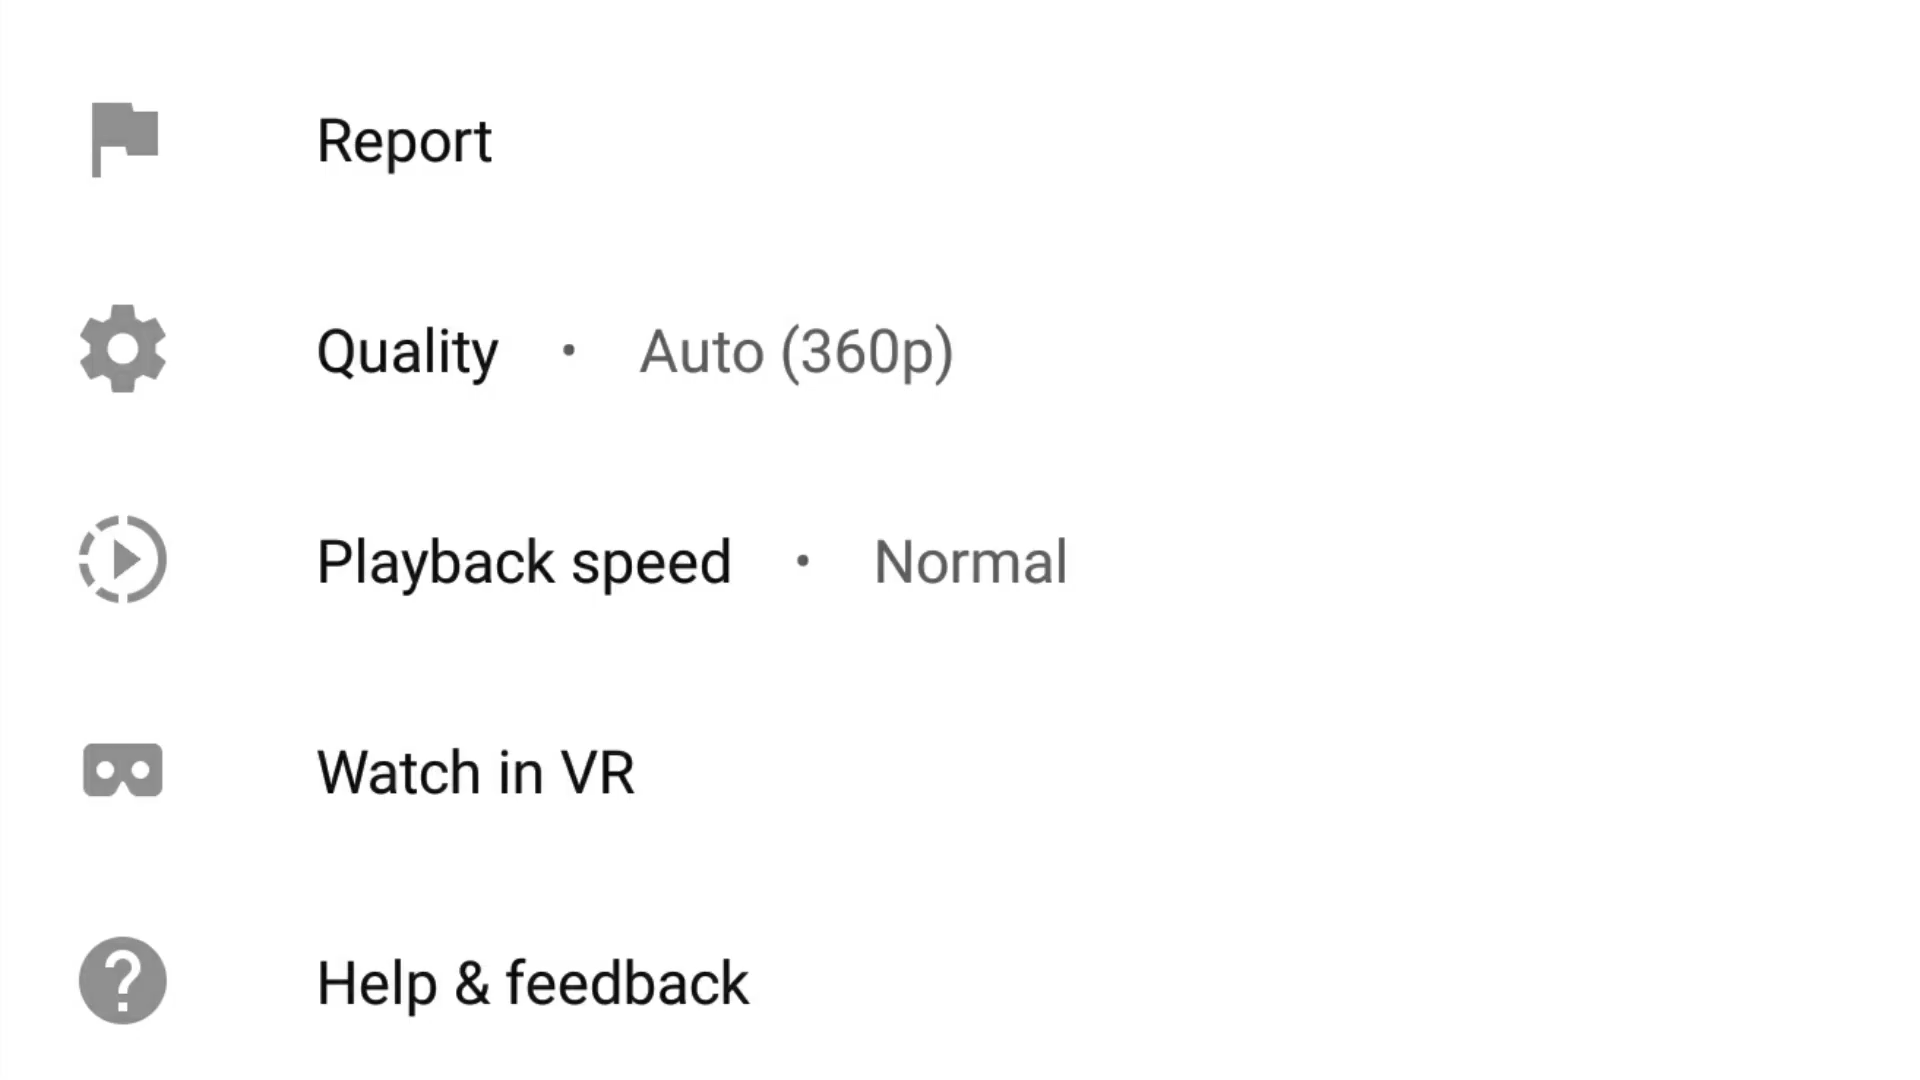 Report
Quality • Auto (360p)
Playback speed • Normal
Watch in VR
Help & feedback